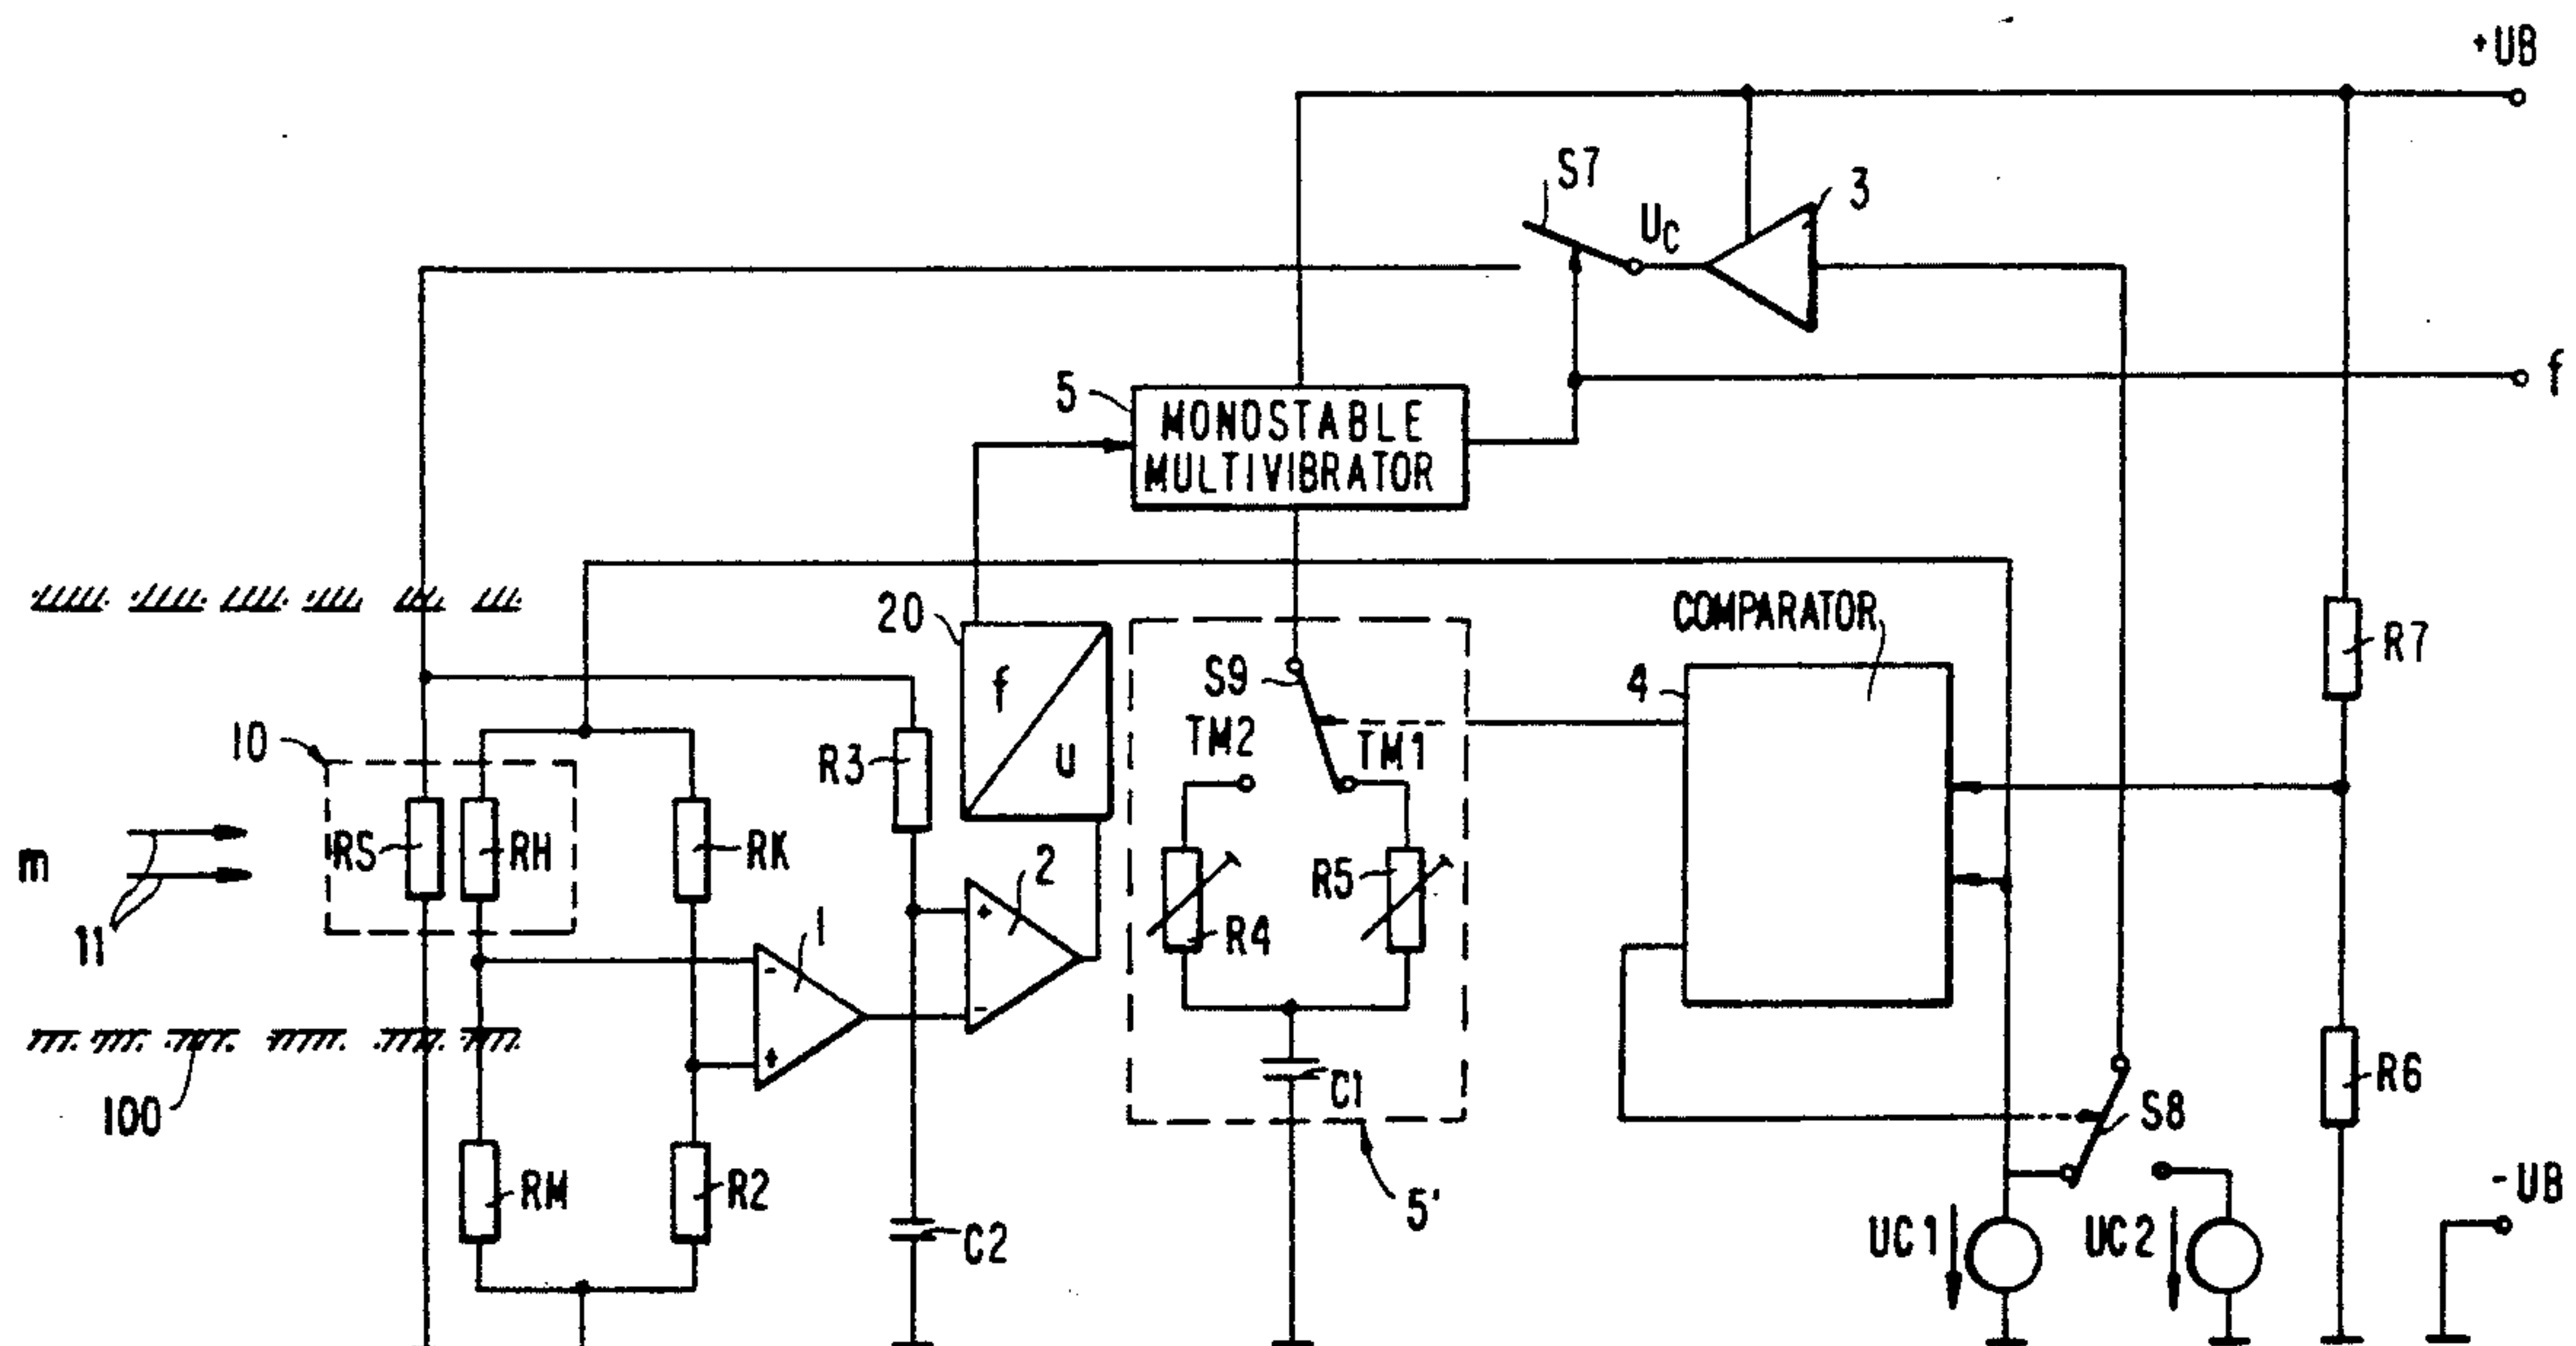 +UB
S7
UC
3
f
5
MONOSTABLE
MULTIVIBRATOR
20
f
u
COMPARATOR
R7
S9
4
10
TM2
TM1
R3
m
RS
RH
RK
2
R5
11
1
-
+
+
-
R4
100
C1
R6
S8
RM
R2
C2
5'
UC1
UC2
-UB